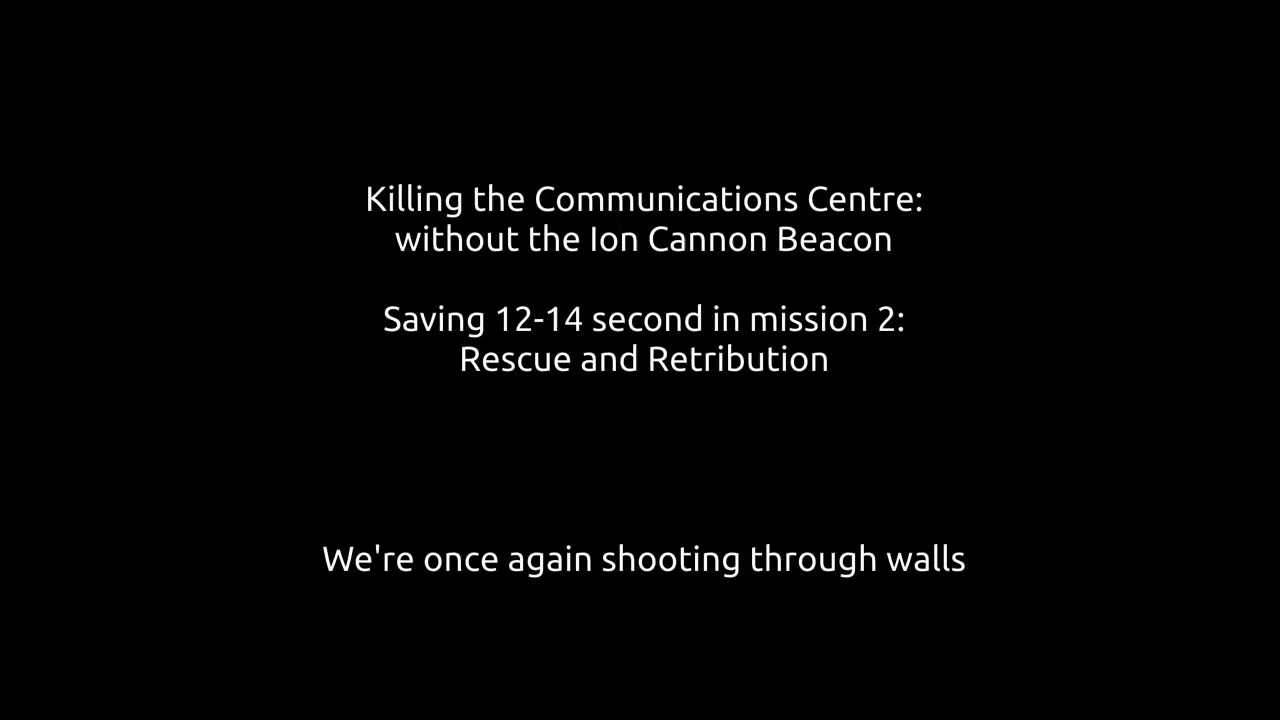 Killing the Communications Centre:
without the Ion Cannon Beacon
Saving 12-14 second in mission 2:
Rescue and Retribution
We're once again shooting through walls